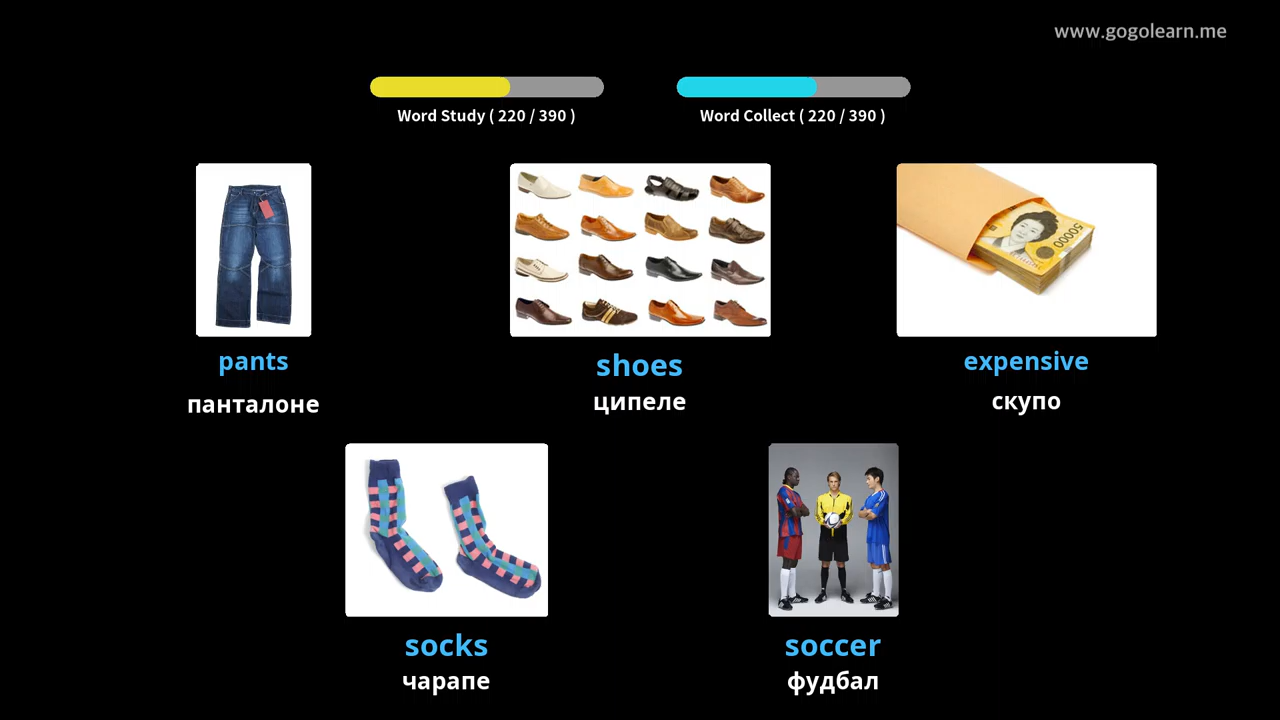 www.gogolearn.me
Word Study ( 220 / 390 )
Word Collect ( 220 / 390 )
50000
pants
shoes
expensive
панталоне
ципеле
скупо
socks
soccer
чарапе
фудбал